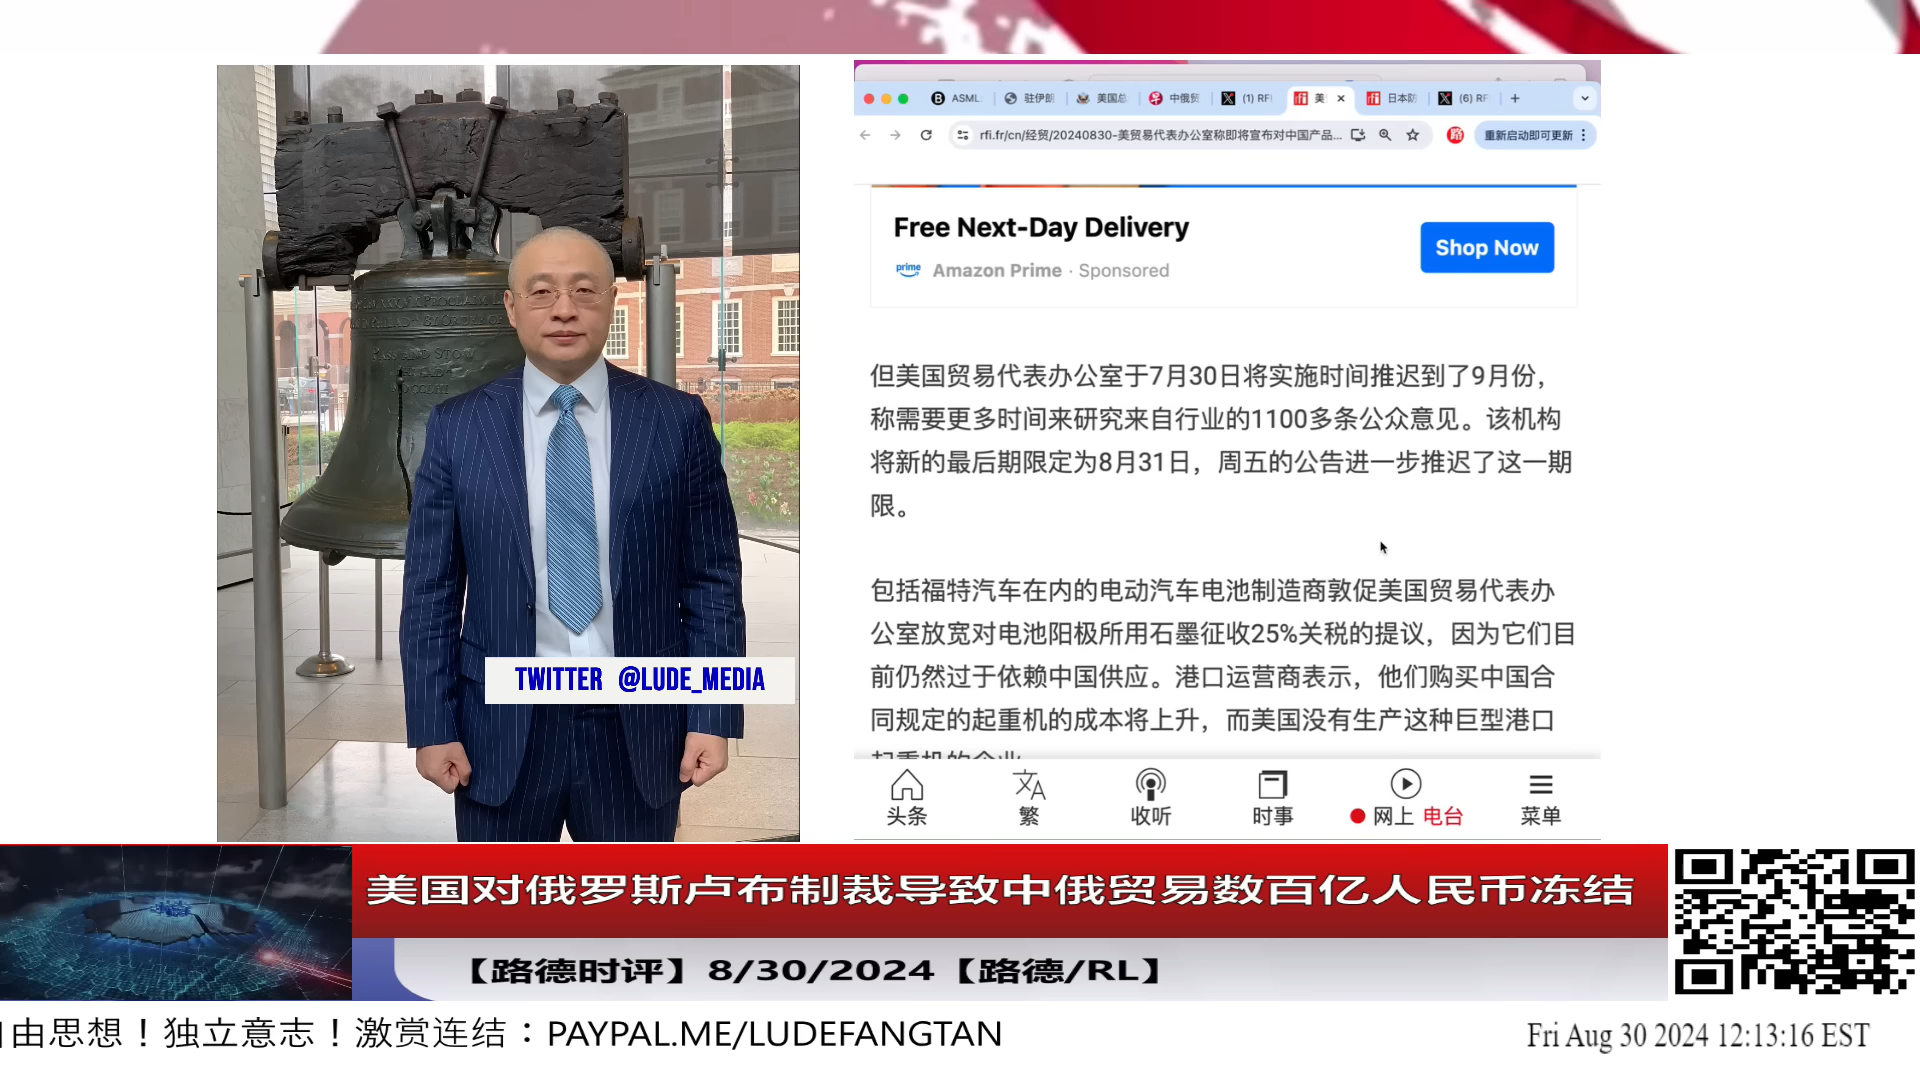 ASML
驻伊朗
美国总
中俄贸
(1) RFI
美
日本防
(6) RF
rfi.fr/cn/经贸/20240830-美贸易代表办公室称即将宣布对中国产品...
重新启动即可更新
Free Next-Day Delivery
prime Amazon Prime · Sponsored
Shop Now
但美国贸易代表办公室于7月30日将实施时间推迟到了9月份，
称需要更多时间来研究来自行业的1100多条公众意见。该机构
将新的最后期限定为8月31日，周五的公告进一步推迟了这一期
限。
包括福特汽车在内的电动汽车电池制造商敦促美国贸易代表办
公室放宽对电池阳极所用石墨征收25%关税的提议，因为它们目
前仍然过于依赖中国供应。港口运营商表示，他们购买中国合
同规定的起重机的成本将上升，而美国没有生产这种巨型港口
头条
繁
收听
时事
网上 电台
菜单
PASS AND STOW
TWITTER @LUDE_MEDIA
美国对俄罗斯卢布制裁导致中俄贸易数百亿人民币冻结
【路德时评】8/30/2024【路德/RL】
由思想！独立意志！激赏连结：PAYPAL.ME/LUDEFANGTAN
Fri Aug 30 2024 12:13:16 EST